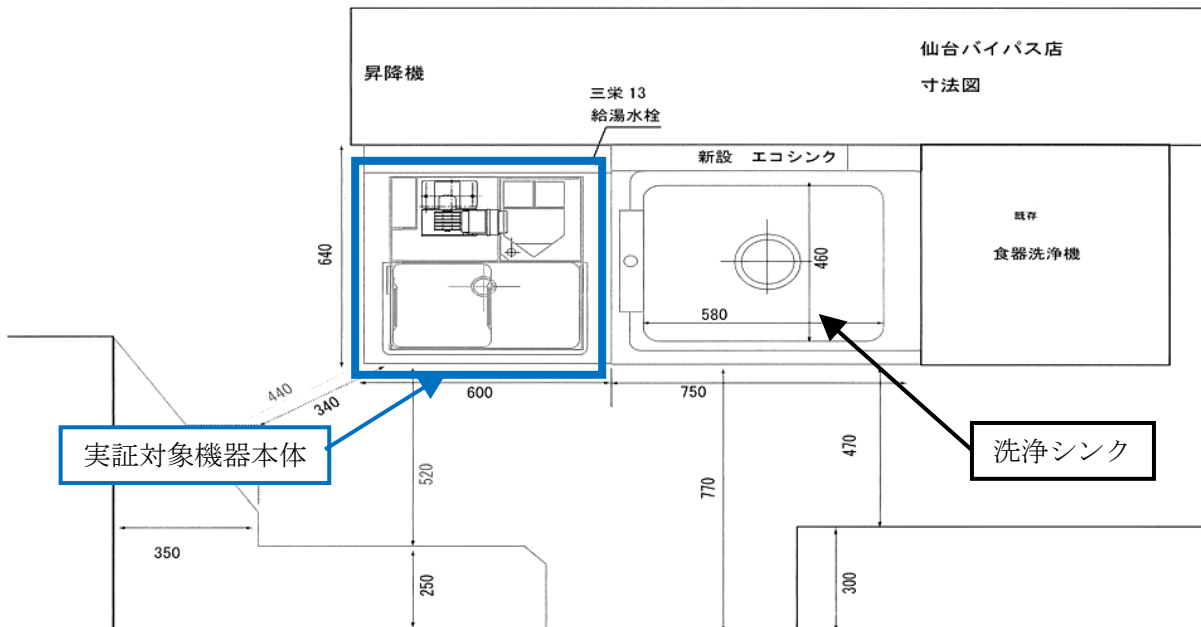 仙台バイパス店
寸法図
昇降機
三栄 13
給湯水栓
新設 エコシンク
既存
食器洗浄機
640
460
580
600
750
440
340
実証対象機器本体
洗浄シンク
470
520
770
350
250
300